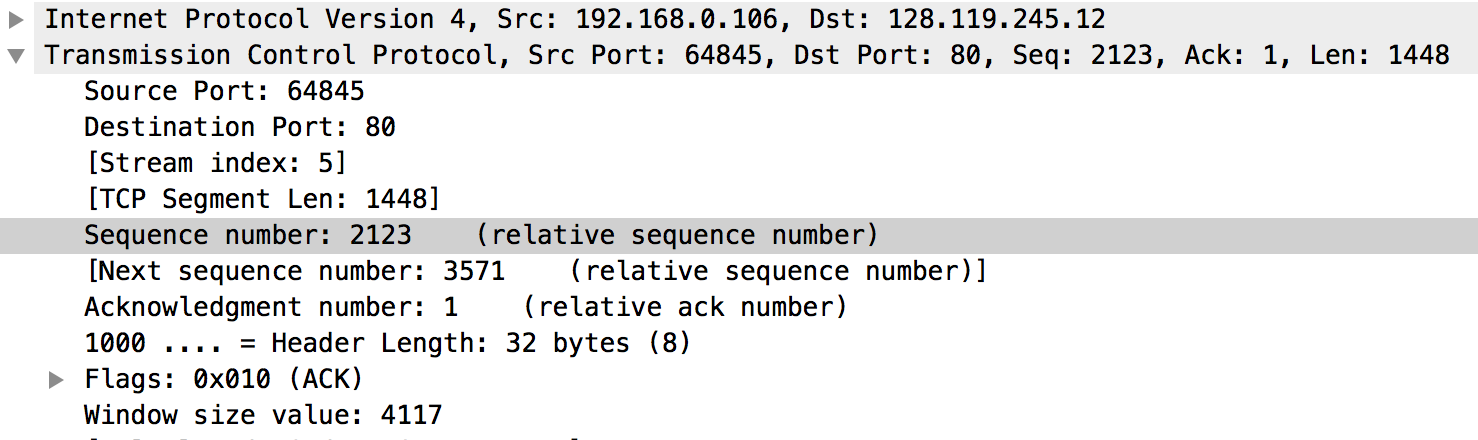 Internet Protocol Version 4, Src: 192.168.0.106, Dst: 128.119.245.12
Transmission Control Protocol, Src Port: 64845, Dst Port: 80, Seq: 2123, Ack: 1, Len: 1448
Source Port: 64845
Destination Port: 80
[Stream index: 5]
[TCP Segment Len: 1448]
Sequence number: 2123    (relative sequence number)
[Next sequence number: 3571    (relative sequence number)]
Acknowledgment number: 1    (relative ack number)
1000 .... = Header Length: 32 bytes (8)
Flags: 0x010 (ACK)
Window size value: 4117